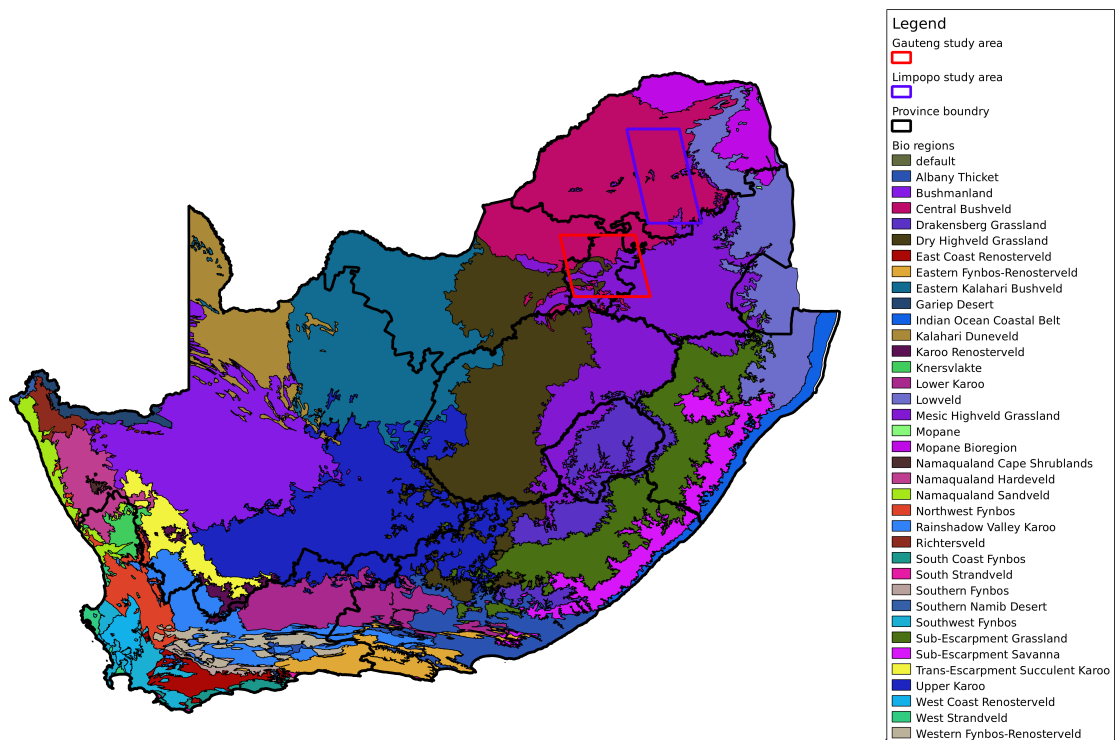 Legend
Gauteng study area
Limpopo study area
Province boundry
Bio regions
default
Albany Thicket
Bushmanland
Central Bushveld
Drakensberg Grassland
Dry Highveld Grassland
East Coast Renosterveld
Eastern Fynbos-Renosterveld
Eastern Kalahari Bushveld
Gariep Desert
Indian Ocean Coastal Belt
Kalahari Duneveld
Karoo Renosterveld
Knersvlakte
Lower Karoo
Lowveld
Mesic Highveld Grassland
Mopane
Mopane Bioregion
Namaqualand Cape Shrublands
Namaqualand Hardeveld
Namaqualand Sandveld
Northwest Fynbos
Rainshadow Valley Karoo
Richtersveld
South Coast Fynbos
South Strandveld
Southern Fynbos
Southern Namib Desert
Southwest Fynbos
Sub-Escarpment Grassland
Sub-Escarpment Savanna
Trans-Escarpment Succulent Karoo
Upper Karoo
West Coast Renosterveld
West Strandveld
Western Fynbos-Renosterveld